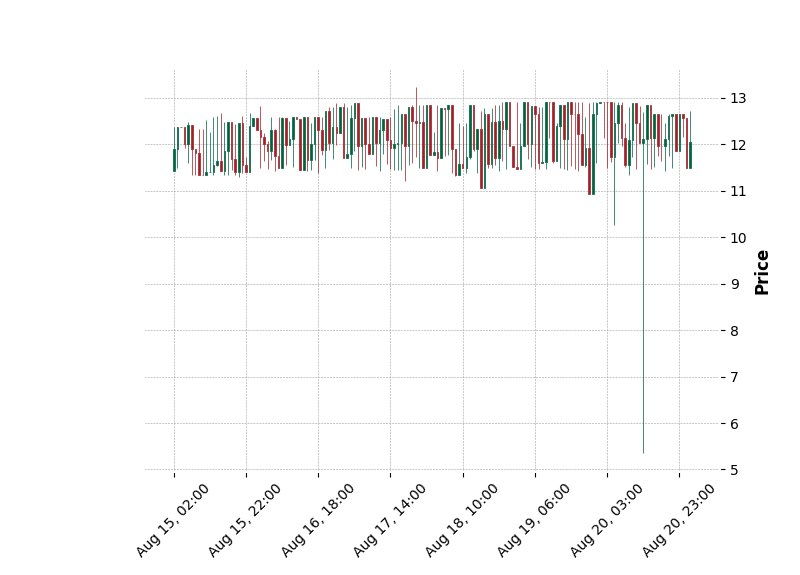 13
12
11
10
9
8
7
6
5
Price
Aug 15, 02:00
Aug 15, 22:00
Aug 16, 18:00
Aug 17, 14:00
Aug 18, 10:00
Aug 19, 06:00
Aug 20, 03:00
Aug 20, 23:00